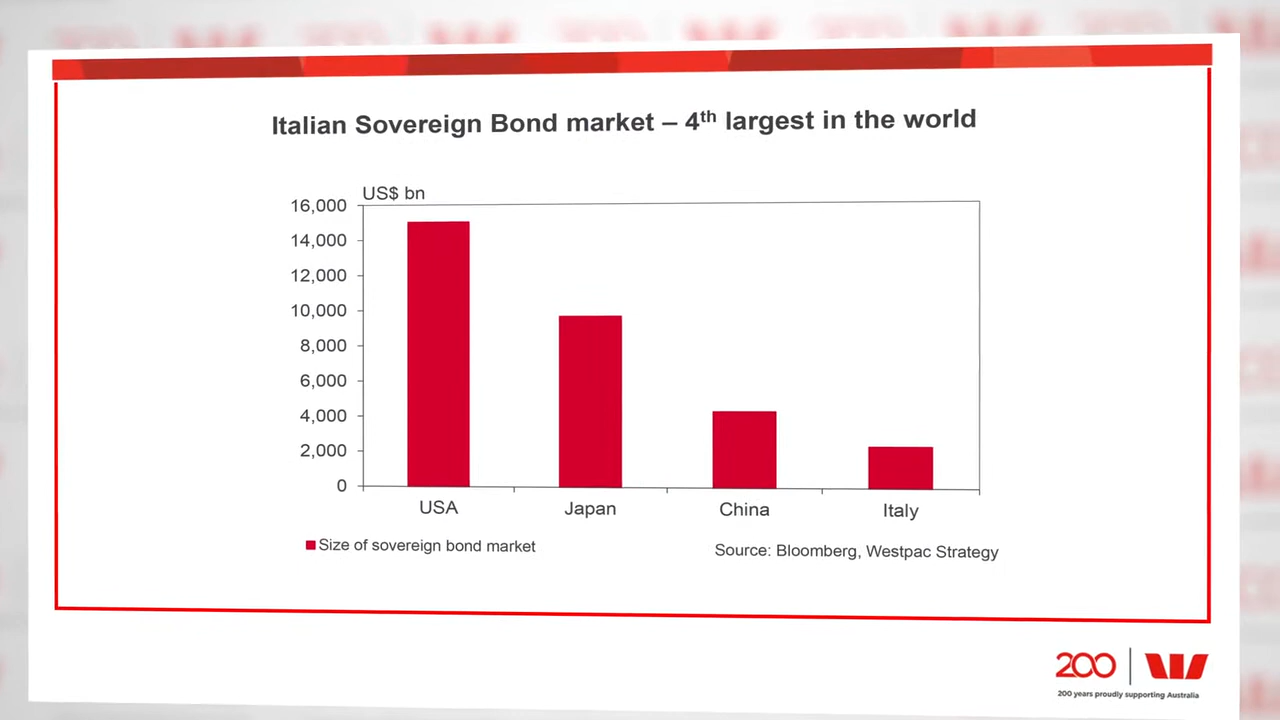 Italian Sovereign Bond market – 4th largest in the world
US$ bn
16,000
14,000
12,000
10,000
8,000
6,000
4,000
2,000
0
USA Japan China Italy
Size of sovereign bond market
Source: Bloomberg, Westpac Strategy
200
200 years proudly supporting Australia